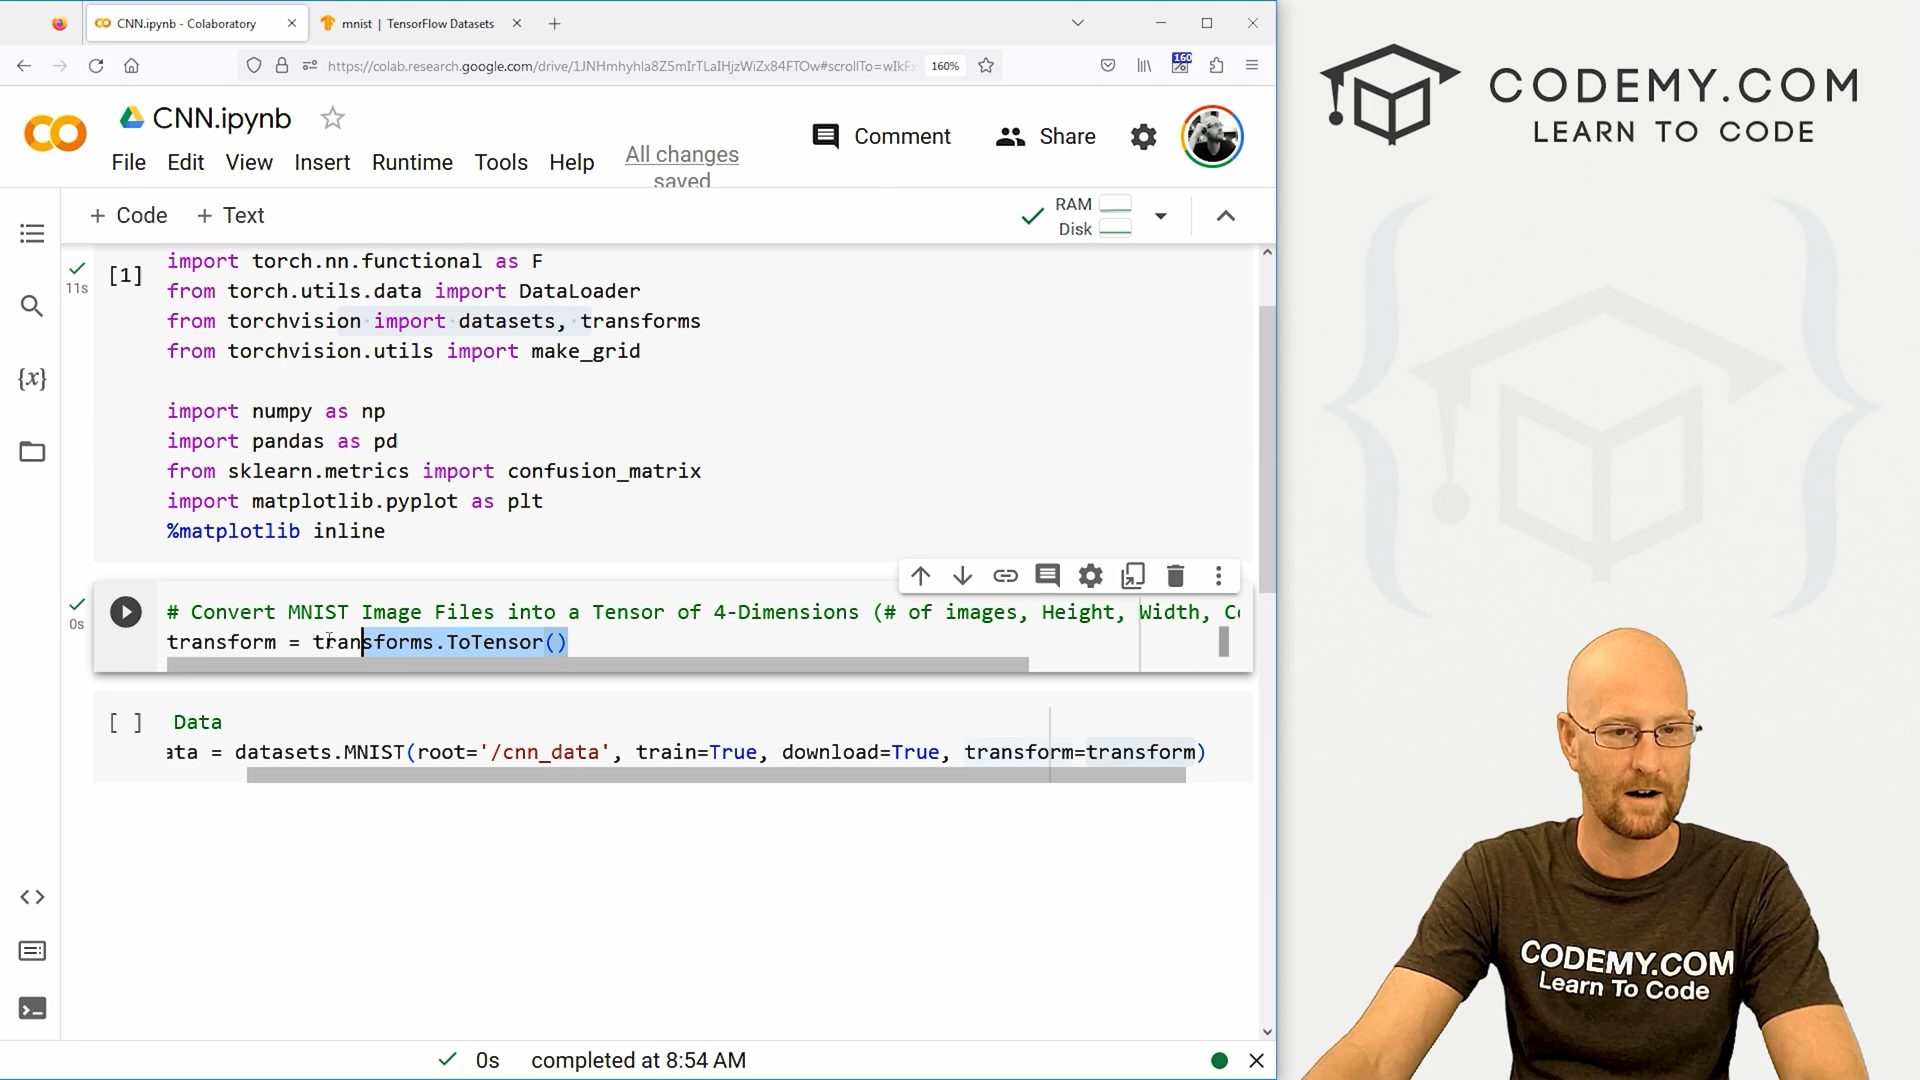 CNN.ipynb - Colaboratory
mnist | TensorFlow Datasets
https://colab.research.google.com/drive/1JNHmhyhla8Z5mIrTLaIHjzWiZx84FTOw#scrollTo=wIkFx
160%
160
CNN.ipynb
Comment
Share
File Edit View Insert Runtime Tools Help
All changes saved
+ Code + Text
RAM
Disk
11s
[1]
import torch.nn.functional as F
from torch.utils.data import DataLoader
from torchvision import datasets, transforms
from torchvision.utils import make_grid
import numpy as np
import pandas as pd
from sklearn.metrics import confusion_matrix
import matplotlib.pyplot as plt
%matplotlib inline
{x}
0s
# Convert MNIST Image Files into a Tensor of 4-Dimensions (# of images, Height, Width, Co
transform = transforms.ToTensor()
[ ]
Data
ata = datasets.MNIST(root='/cnn_data', train=True, download=True, transform=transform)
0s completed at 8:54 AM
CODEMY.COM
LEARN TO CODE
CODEMY.COM
Learn To Code